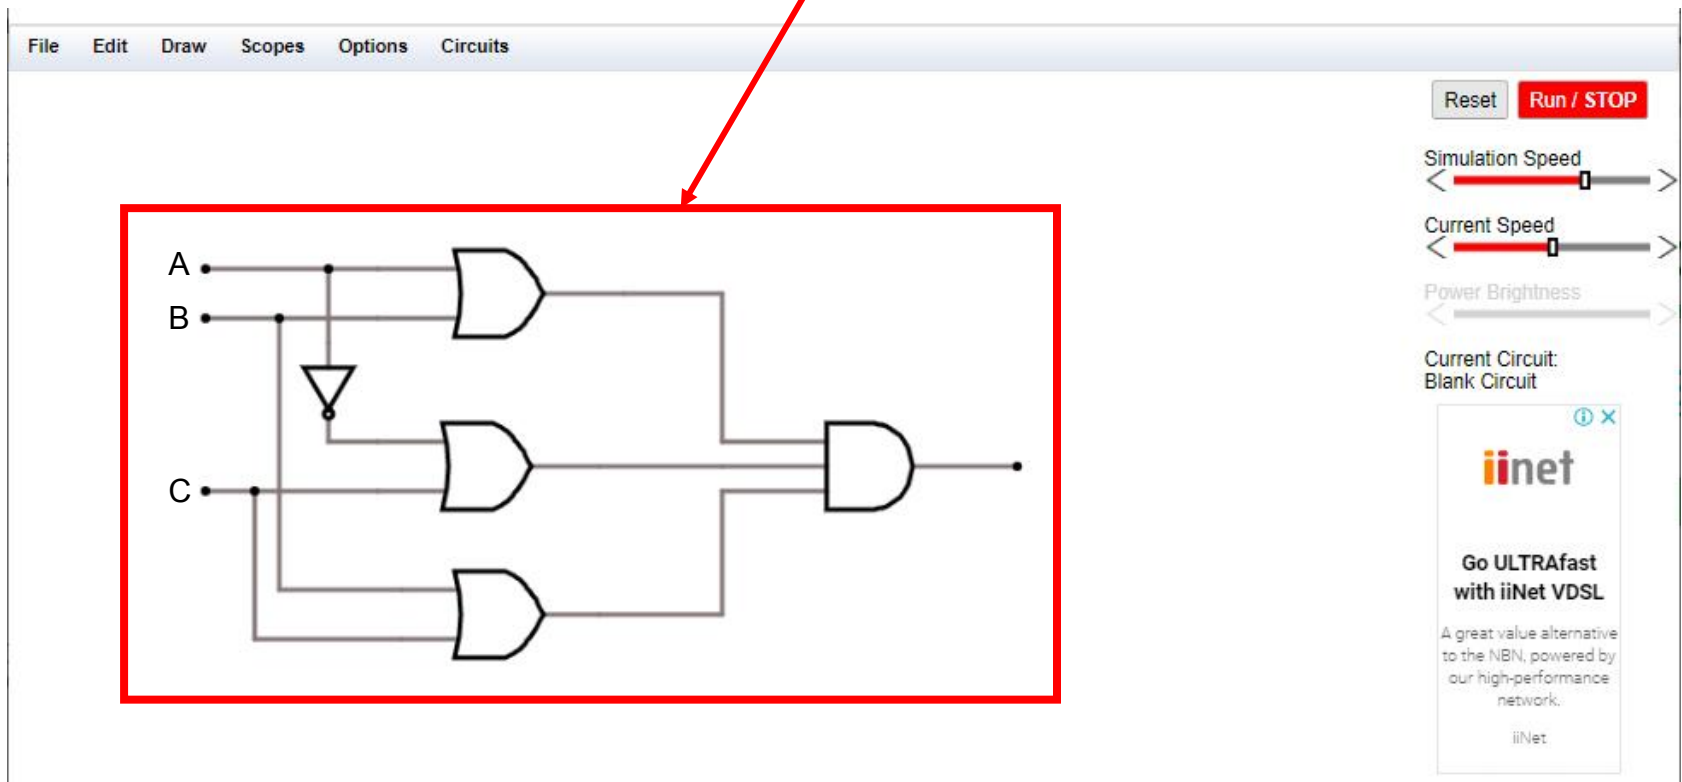 File Edit Draw Scopes Options Circuits
Reset Run / STOP
Simulation Speed
Current Speed
Power Brightness
Current Circuit:
Blank Circuit
A
B
C
iinet
Go ULTRAfast
with iiNet VDSL
A great value alternative
to the NBN, powered by
our high-performance
network.
iiNet